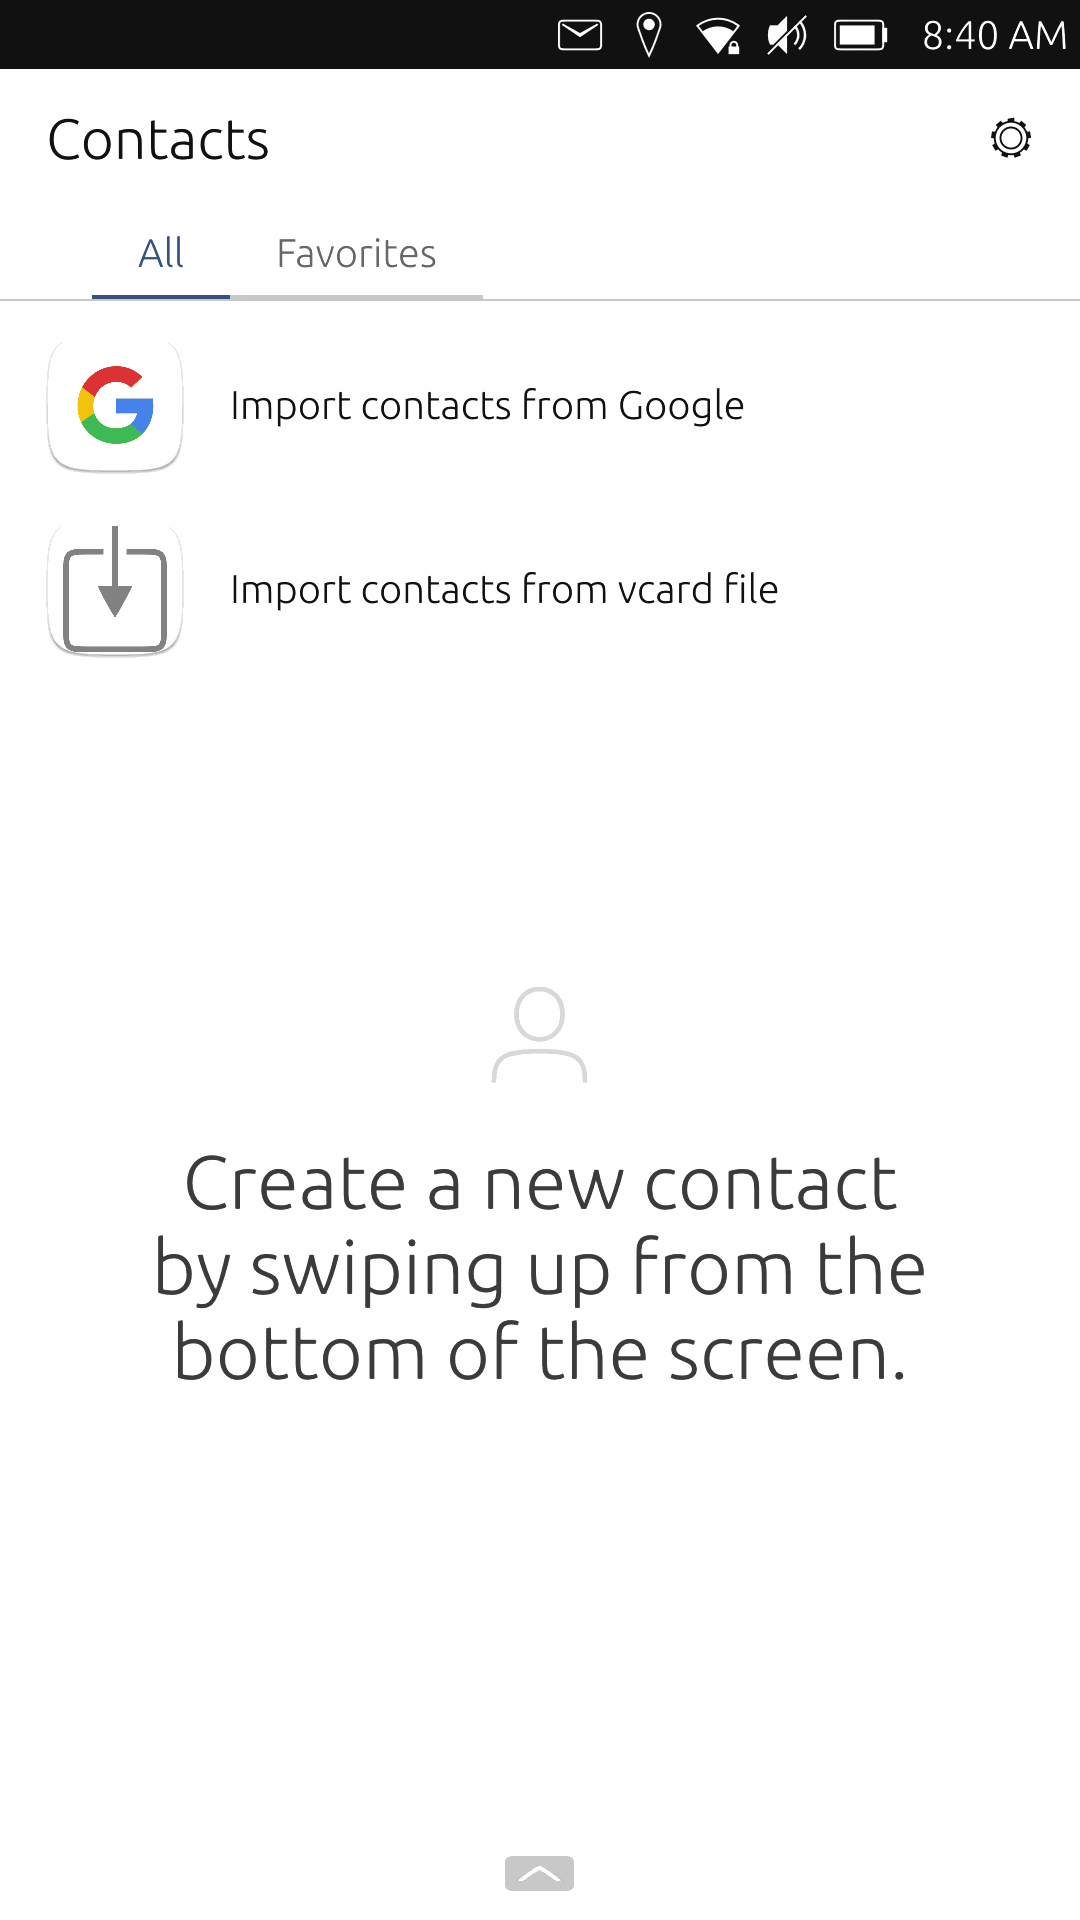 8:40 AM
Contacts
All Favorites
Import contacts from Google
Import contacts from vcard file
Create a new contact
by swiping up from the
bottom of the screen.